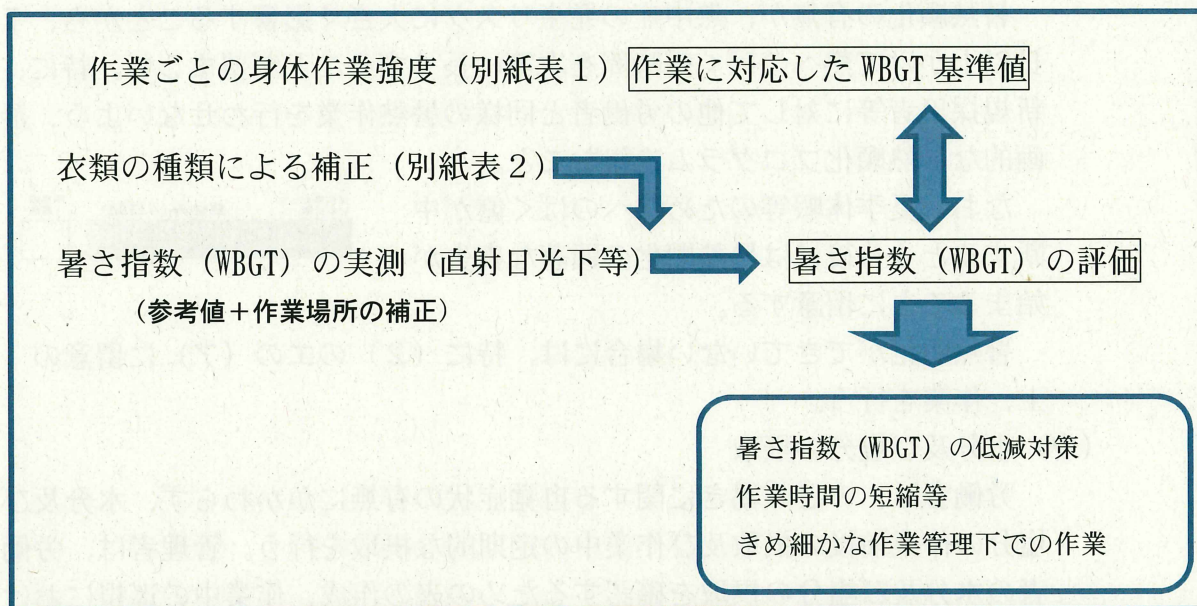 作業ごとの身体作業強度（別紙表１）作業に対応した WBGT 基準値
衣類の種類による補正（別紙表２）
暑さ指数（WBGT）の実測（直射日光下等） 暑さ指数（WBGT）の評価
（参考値＋作業場所の補正）
暑さ指数（WBGT）の低減対策
作業時間の短縮等
きめ細かな作業管理下での作業